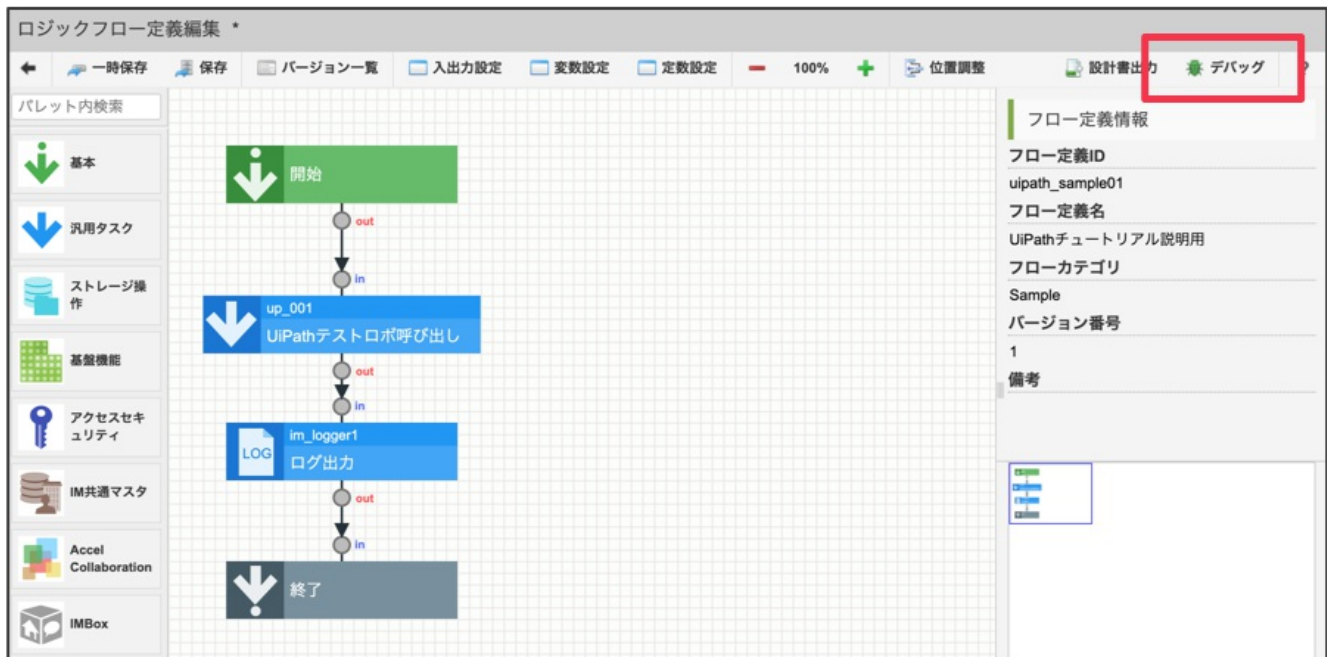 ロジックフロー定義編集 *
一時保存 保存 バージョン一覧 入出力設定 変数設定 定数設定 100% 位置調整 設計書出力 デバッグ
パレット内検索
基本
汎用タスク
ストレージ操
作
基盤機能
アクセスセキ
ュリティ
IM共通マスタ
Accel
Collaboration
IMBox
開始
out
in
up_001
UiPathテストロボ呼び出し
out
in
im_logger1
LOG
ログ出力
out
in
終了
フロー定義情報
フロー定義ID
uipath_sample01
フロー定義名
UiPathチュートリアル説明用
フローカテゴリ
Sample
バージョン番号
1
備考